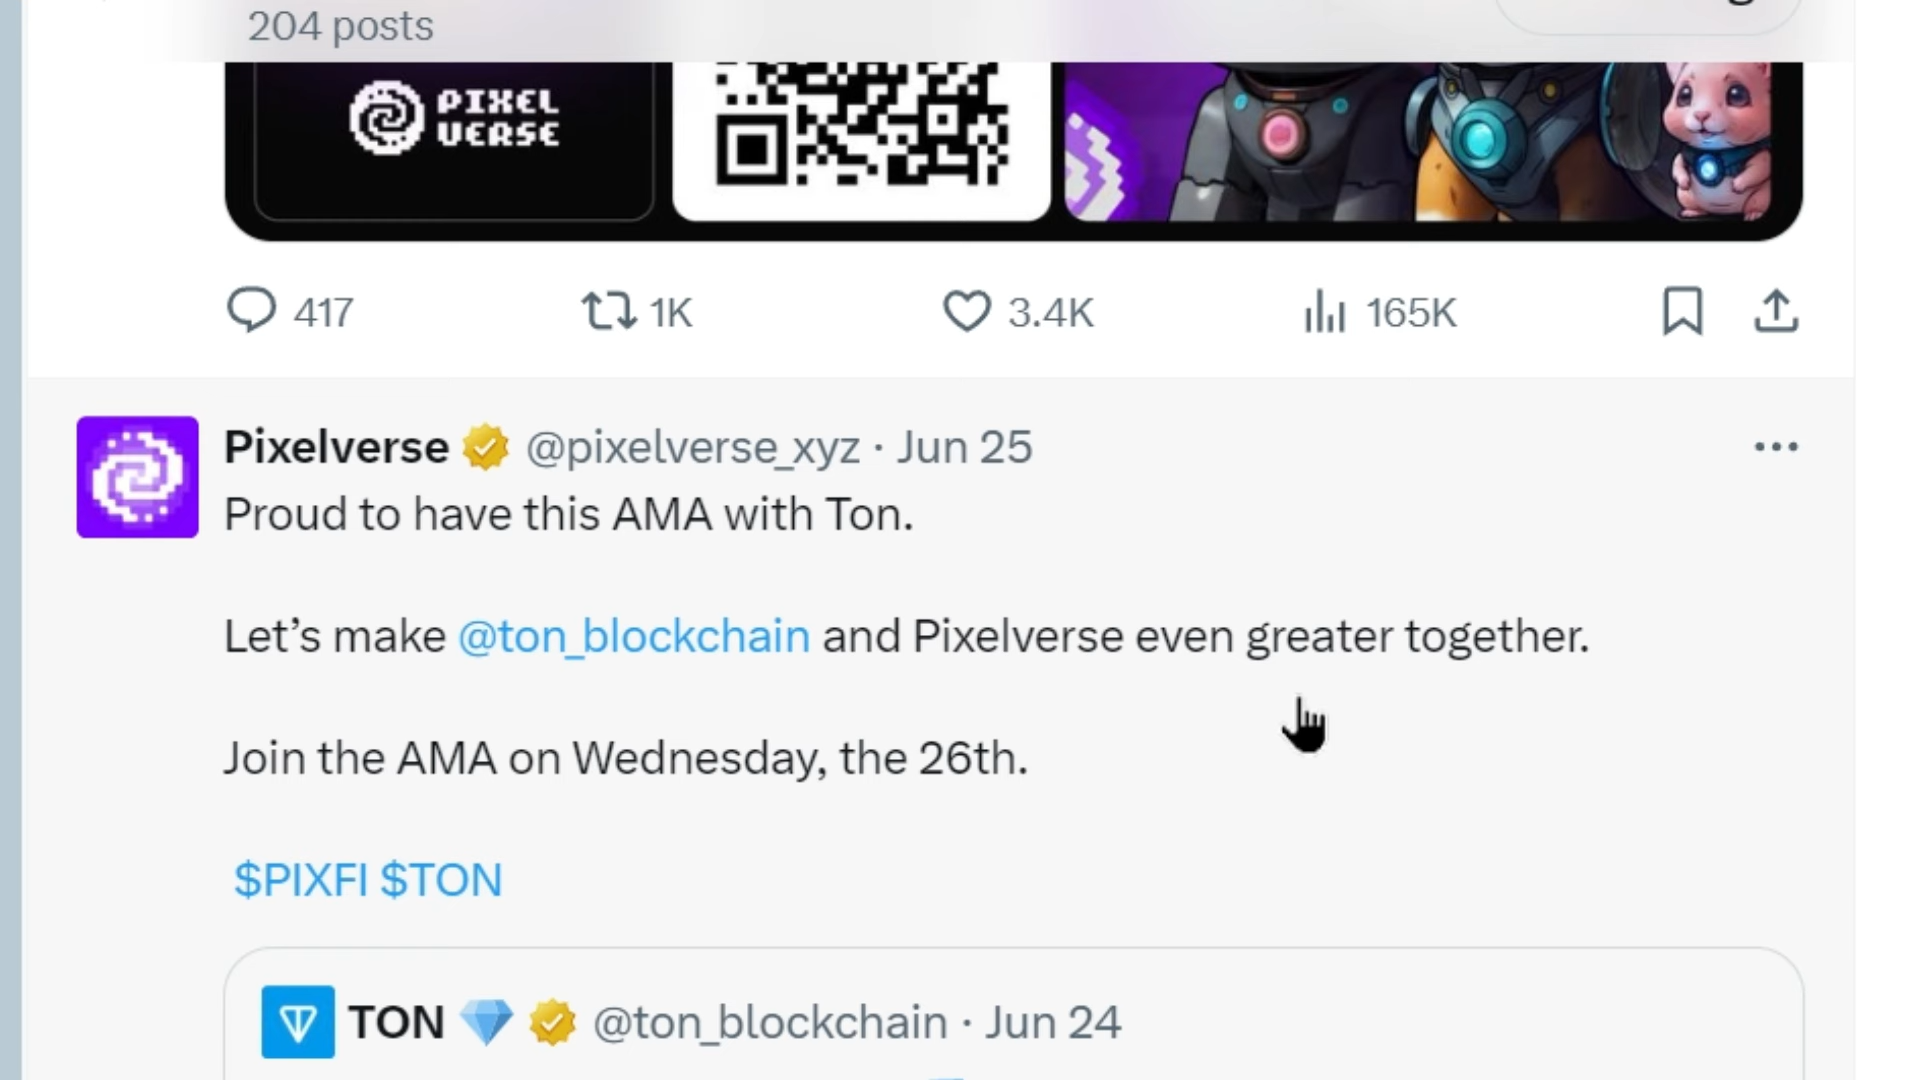 204 posts
PIXEL
VERSE
417 1K 3.4K 165K
Pixelverse @pixelverse_xyz · Jun 25
Proud to have this AMA with Ton.
Let’s make @ton_blockchain and Pixelverse even greater together.
Join the AMA on Wednesday, the 26th.
$PIXFI $TON
TON @ton_blockchain · Jun 24